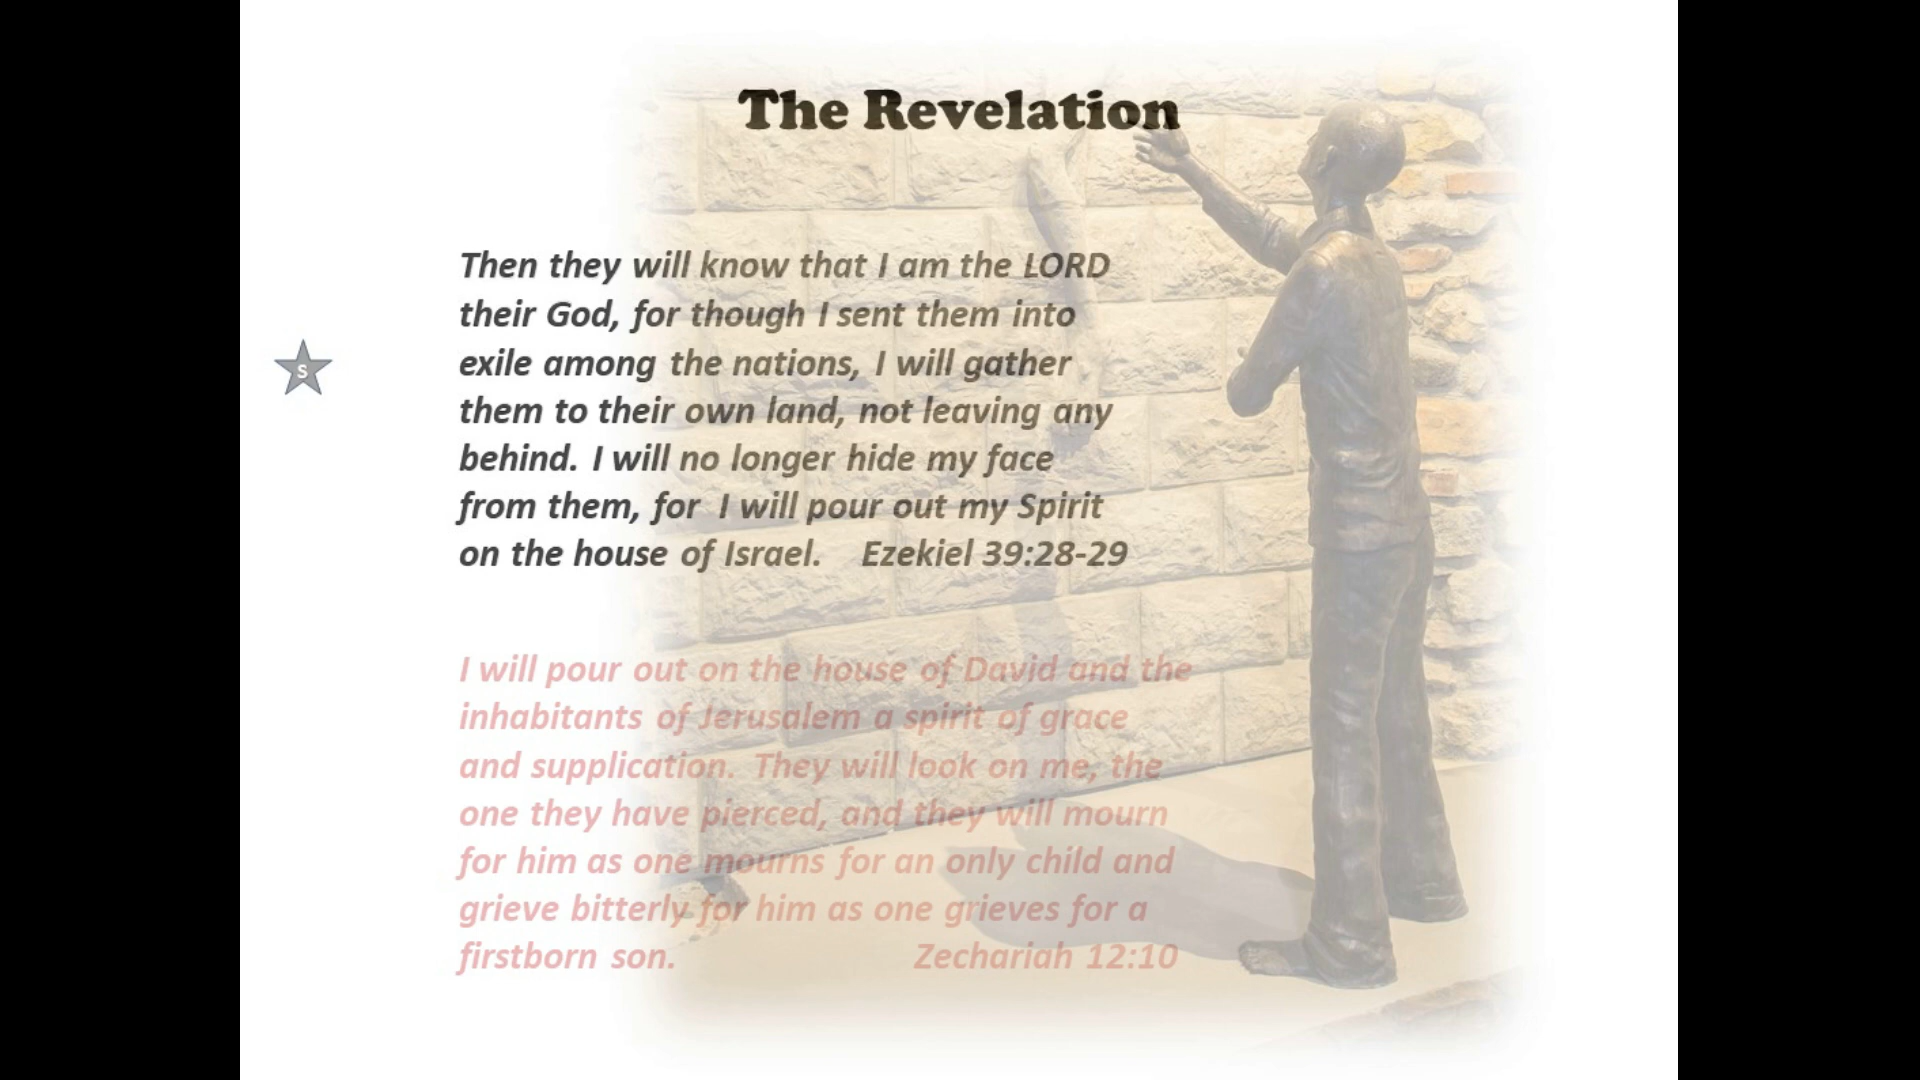 The Revelation
Then they will know that I am the LORD
their God, for though I sent them into
exile among the nations, I will gather
them to their own land, not leaving any
behind. I will no longer hide my face
from them, for I will pour out my Spirit
on the house of Israel. Ezekiel 39:28-29
S
I will pour out on the house of David and the
inhabitants of Jerusalem a spirit of grace
and supplication. They will look on me, the
one they have pierced, and they will mourn
for him as one mourns for an only child and
grieve bitterly for him as one grieves for a
firstborn son. Zechariah 12:10